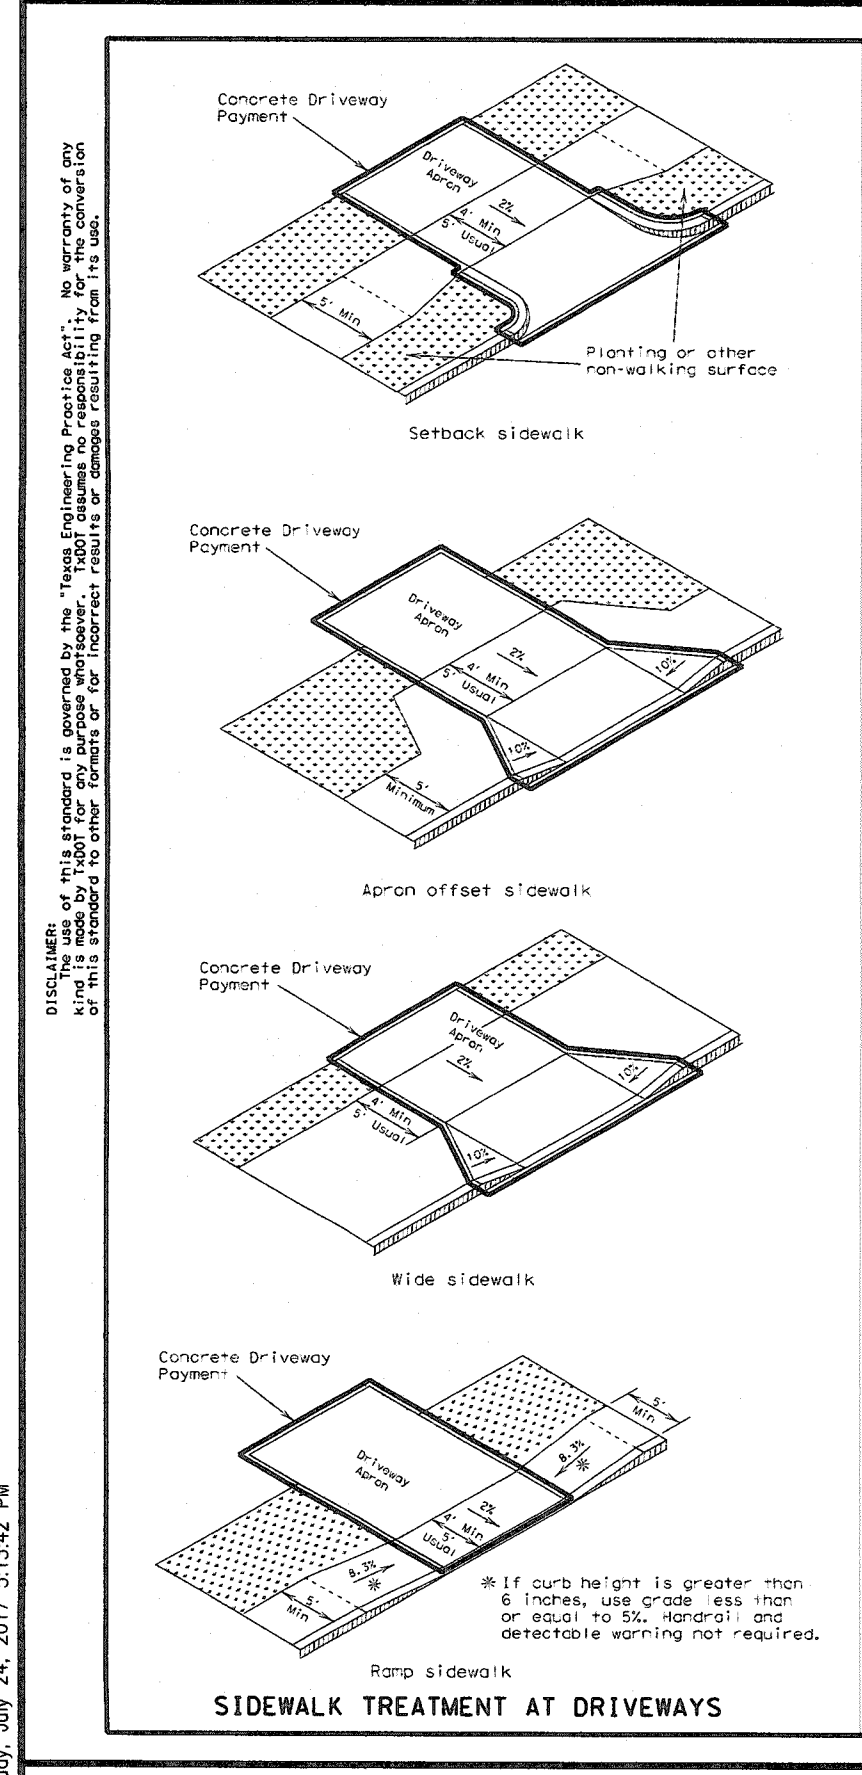 DISCLAIMER:
The use of this standard is governed by the "Texas Engineering Practice Act". No warranty of any
kind is made by TxDOT for any purpose whatsoever. TxDOT assumes no responsibility for the conversion
of this standard to other formats or for incorrect results or damages resulting from its use.
July 24, 2017
PM
Concrete Driveway
Payment
Driveway
Apron
2%
4' Min
5' Usual
5' Min
Planting or other
non-walking surface
Setback sidewalk
Concrete Driveway
Payment
Driveway
Apron
2%
4' Min
5' Usual
10%
10%
5'
Minimum
Apron offset sidewalk
Concrete Driveway
Payment
Driveway
Apron
2%
4' Min
5' Usual
10%
10%
Wide sidewalk
Concrete Driveway
Payment
5'
Min
8.3%
*
Driveway
Apron
2%
4' Min
5'
Usual
8.3%
*
5'
Min
* If curb height is greater than
6 inches, use grade less than
or equal to 5%. Handrail and
detectable warning not required.
Ramp sidewalk
SIDEWALK TREATMENT AT DRIVEWAYS